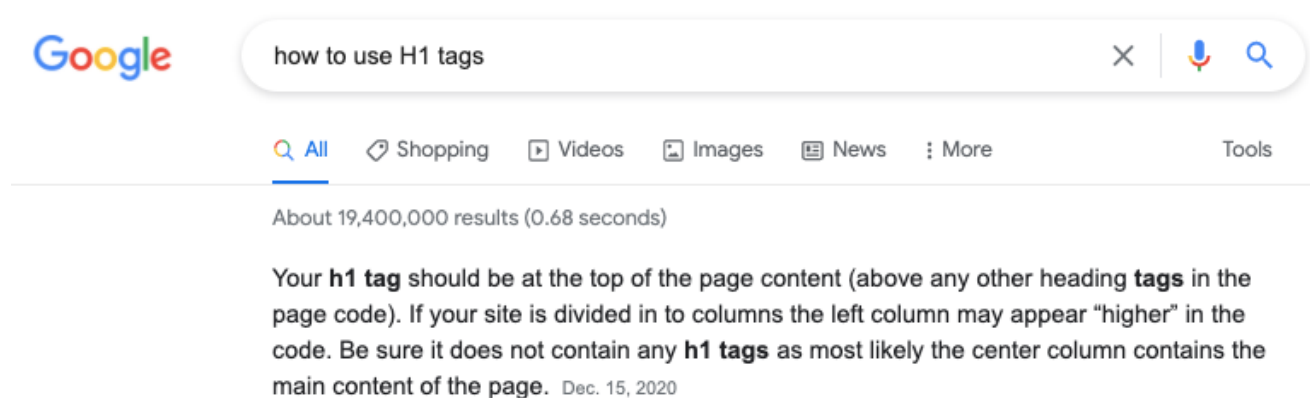 Google
how to use H1 tags
All Shopping Videos Images News More Tools
About 19,400,000 results (0.68 seconds)
Your h1 tag should be at the top of the page content (above any other heading tags in the
page code). If your site is divided in to columns the left column may appear “higher” in the
code. Be sure it does not contain any h1 tags as most likely the center column contains the
main content of the page. Dec. 15, 2020